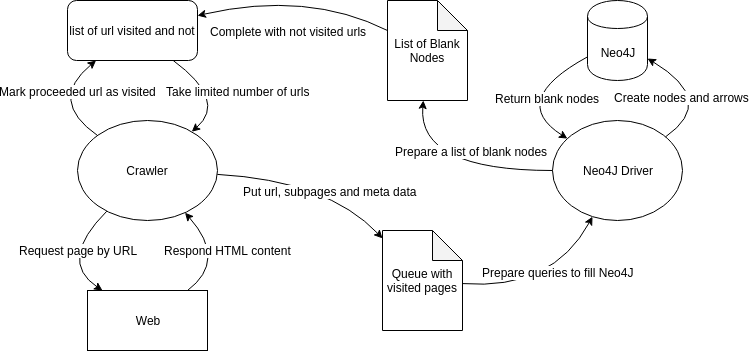 list of url visited and not
Complete with not visited urls
List of Blank
Nodes
Neo4J
Mark proceeded url as visited
Take limited number of urls
Return blank nodes
Create nodes and arrows
Prepare a list of blank nodes
Crawler
Neo4J Driver
Put url, subpages and meta data
Request page by URL
Respond HTML content
Queue with
visited pages
Prepare queries to fill Neo4J
Web